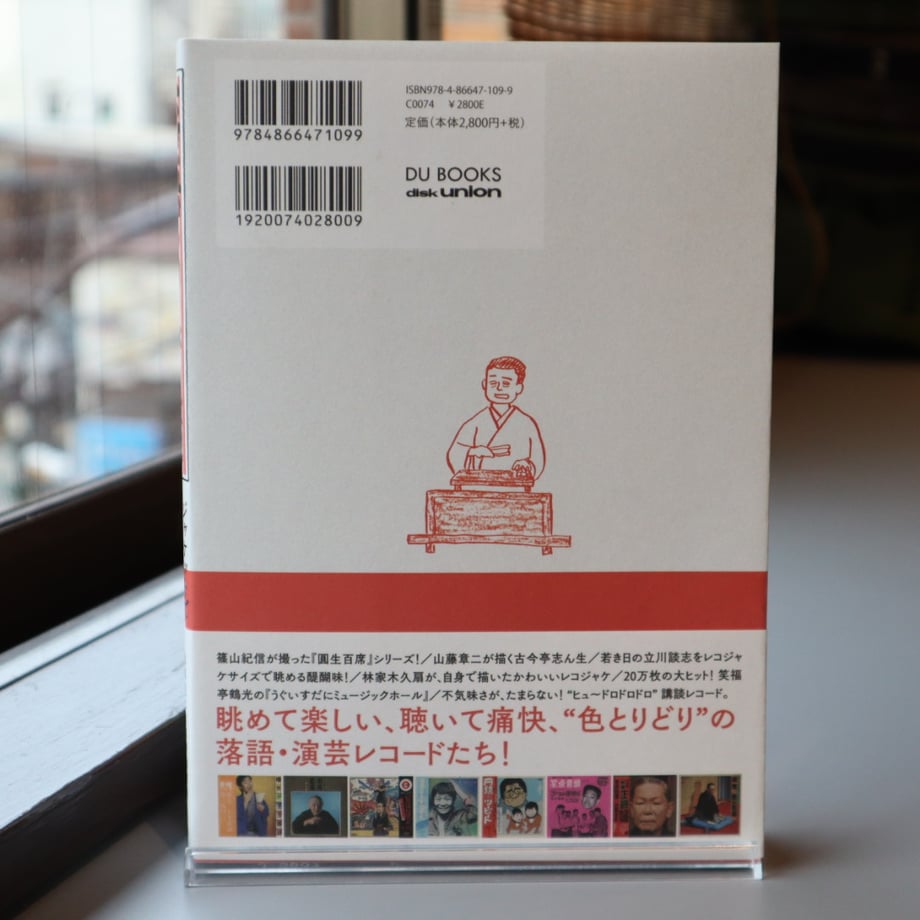 9784866471099
ISBN978-4-86647-109-9
C0074 ￥2800E
定価(本体2,800円+税)
1920074028009
DU BOOKS
disk union
篠山紀信が撮った『圓生百席』シリーズ!／山藤章二が描く古今亭志ん生／若き日の立川談志をレコジャ
ケサイズで眺める醍醐味!／林家木久扇が、自身で描いたかわいいレコジャケ／20万枚の大ヒット! 笑福
亭鶴光の『うぐいすだにミュージックホール』／不気味さが、たまらない! “ヒュ〜ドロドロドロ” 講談レコード。
眺めて楽しい、聴いて痛快、“色とりどり”の
落語・演芸レコードたち!